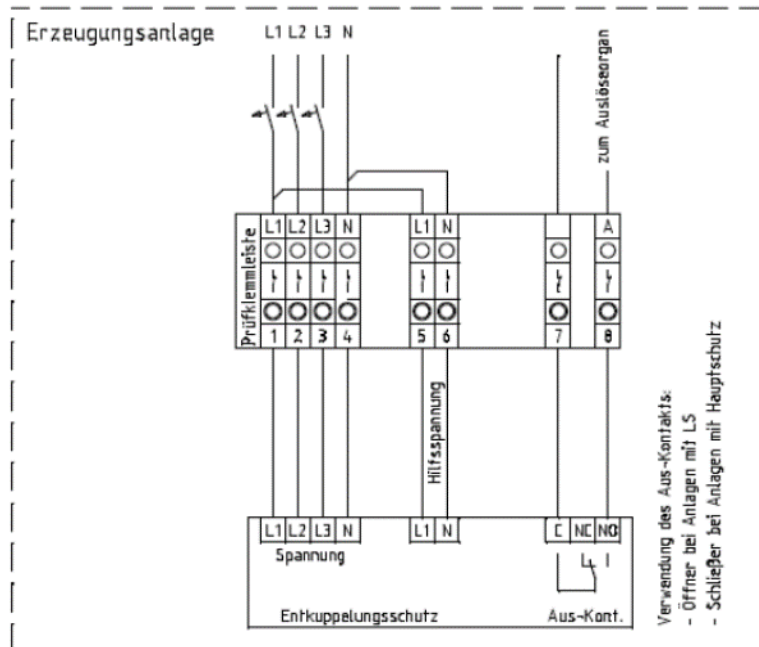 Erzeugungsanlage
L1 L2 L3 N
zum Auslöseorgan
Prüfklemmleiste
L1 L2 L3 N L1 N A
1 2 3 4 5 6 7 8
Hilfsspannung
L1 L2 L3 N L1 N C NC NO
Spannung
Entkuppelungsschutz Aus-Kont.
Verwendung des Aus-Kontakts:
- Öffner bei Anlagen mit LS
- Schließer bei Anlagen mit Hauptschutz